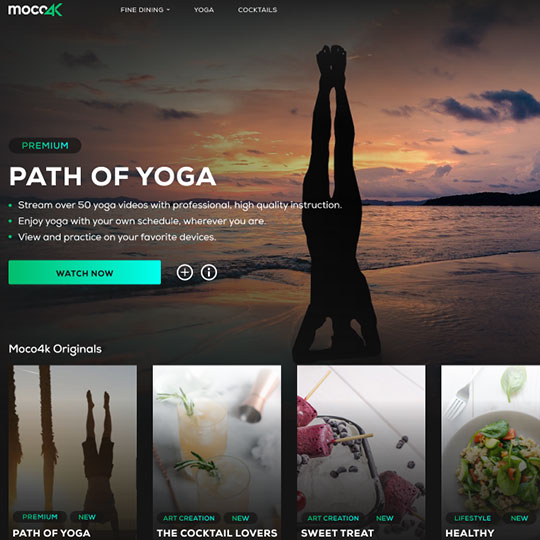 moco4K
FINE DINING YOGA COCKTAILS
PREMIUM
PATH OF YOGA
Stream over 50 yoga videos with professional, high quality instruction.
Enjoy yoga with your own schedule, wherever you are.
View and practice on your favorite devices.
WATCH NOW
Moco4k Originals
PREMIUM NEW
PATH OF YOGA
ART CREATION NEW
THE COCKTAIL LOVERS
ART CREATION NEW
SWEET TREAT
LIFESTYLE NEW
HEALTHY